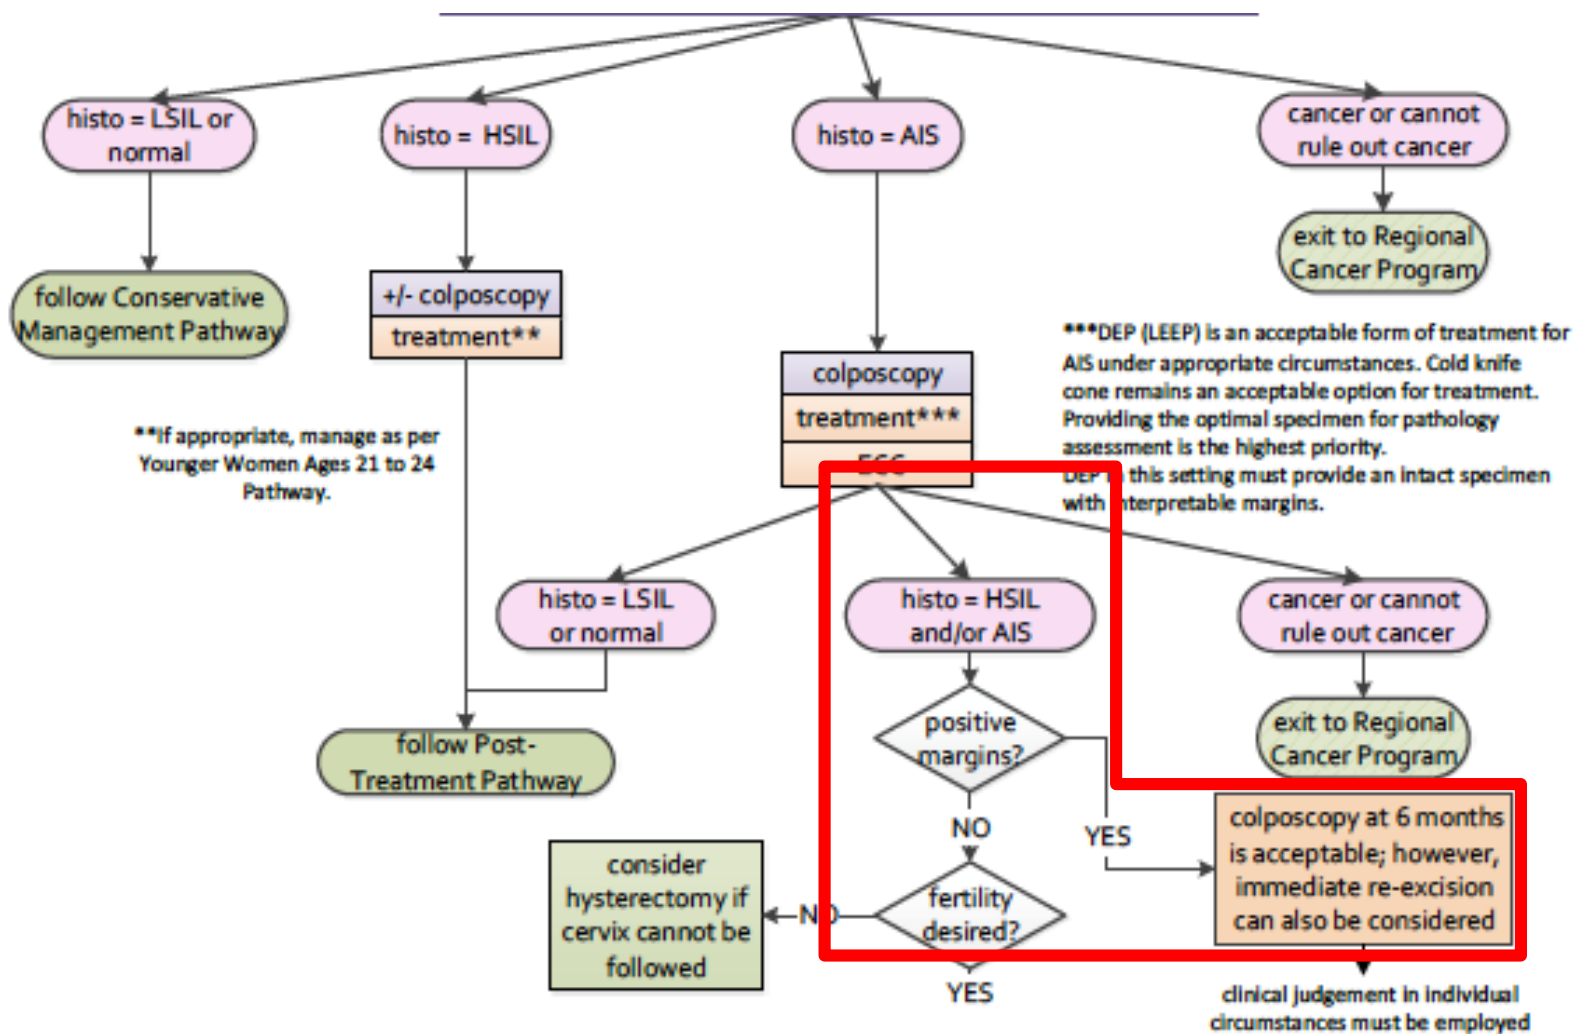 histo = LSIL or
normal
histo = HSIL
histo = AIS
cancer or cannot
rule out cancer
exit to Regional
Cancer Program
follow Conservative
Management Pathway
+/- colposcopy
treatment**
***DEP (LEEP) is an acceptable form of treatment for
AIS under appropriate circumstances. Cold knife
cone remains an acceptable option for treatment.
Providing the optimal specimen for pathology
assessment is the highest priority.
DEP in this setting must provide an intact specimen
with interpretable margins.
colposcopy
treatment***
ECC
**If appropriate, manage as per
Younger Women Ages 21 to 24
Pathway.
histo = LSIL
or normal
histo = HSIL
and/or AIS
cancer or cannot
rule out cancer
positive
margins?
exit to Regional
Cancer Program
follow Post-
Treatment Pathway
NO
YES
colposcopy at 6 months
is acceptable; however,
immediate re-excision
can also be considered
consider
hysterectomy if
cervix cannot be
followed
NO
fertility
desired?
YES
clinical judgement in individual
circumstances must be employed